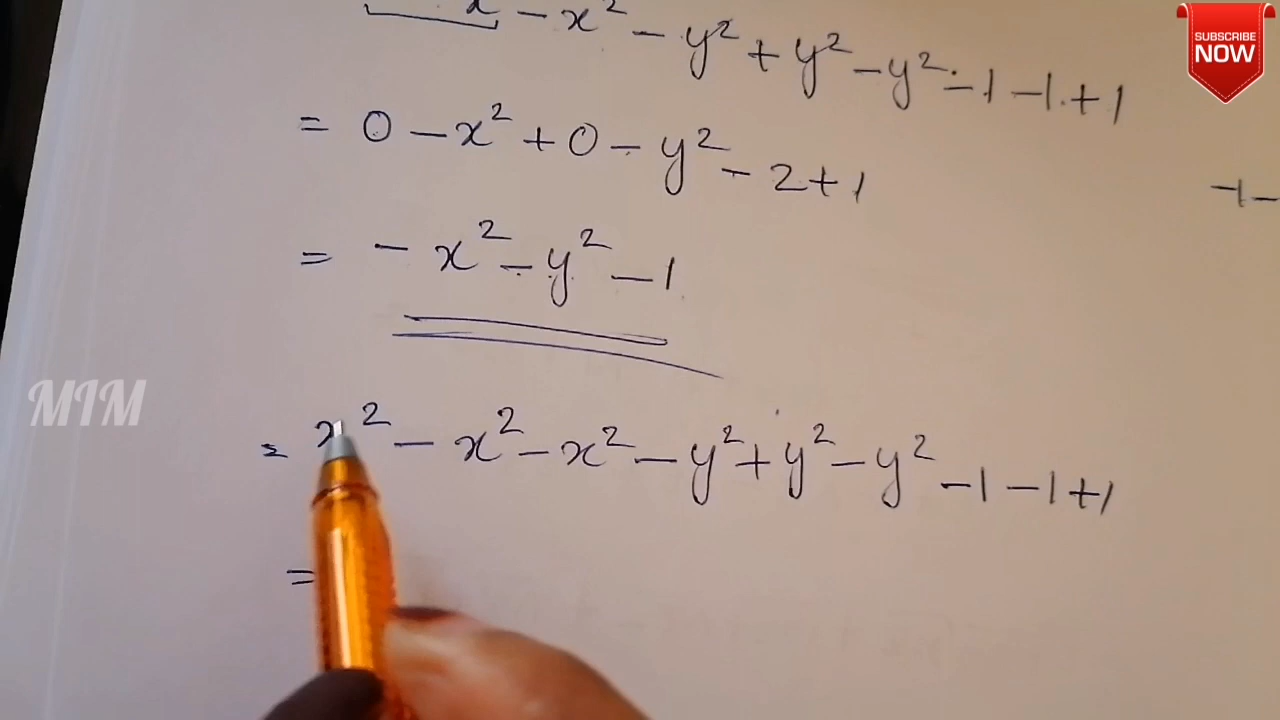 x - x² - y² + y² - y² - 1 - 1 + 1
SUBSCRIBE
NOW
= 0 - x² + 0 - y² - 2 + 1
-1 -
= - x² - y² - 1
MIM
= x² - x² - x² - y² + y² - y² - 1 - 1 + 1
=